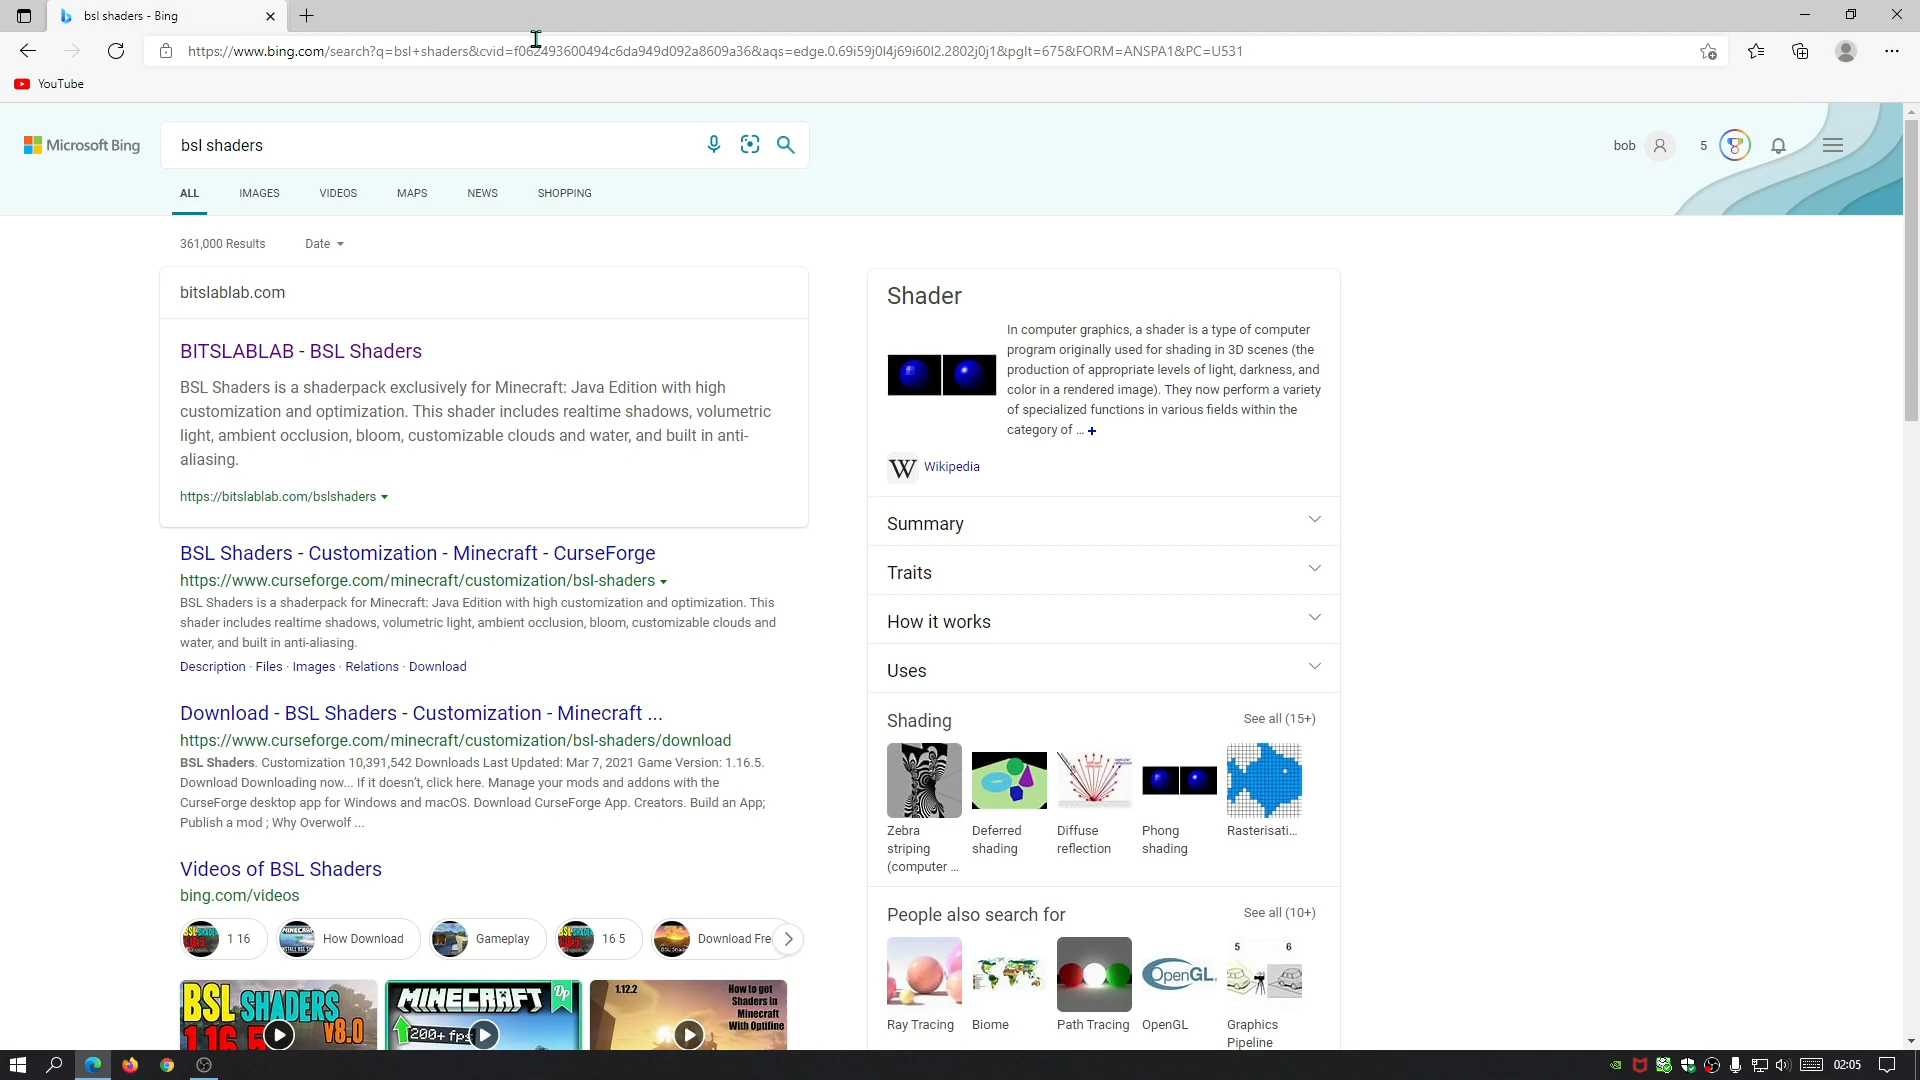 bsl shaders - Bing
https://www.bing.com/search?q=bsl+shaders&cvid=f062493600494c6da949d092a8609a36&aqs=edge.0.69i59j0l4j69i60l2.2802j0j1&pglt=675&FORM=ANSPA1&PC=U531
YouTube
Microsoft Bing
bsl shaders
bob
5
ALL
IMAGES
VIDEOS
MAPS
NEWS
SHOPPING
361,000 Results
Date
bitslablab.com
BITSLABLAB - BSL Shaders
BSL Shaders is a shaderpack exclusively for Minecraft: Java Edition with high
customization and optimization. This shader includes realtime shadows, volumetric
light, ambient occlusion, bloom, customizable clouds and water, and built in anti-
aliasing.
https://bitslablab.com/bslshaders
BSL Shaders - Customization - Minecraft - CurseForge
https://www.curseforge.com/minecraft/customization/bsl-shaders
BSL Shaders is a shaderpack for Minecraft: Java Edition with high customization and optimization. This
shader includes realtime shadows, volumetric light, ambient occlusion, bloom, customizable clouds and
water, and built in anti-aliasing.
Description · Files · Images · Relations · Download
Download - BSL Shaders - Customization - Minecraft ...
https://www.curseforge.com/minecraft/customization/bsl-shaders/download
BSL Shaders. Customization 10,391,542 Downloads Last Updated: Mar 7, 2021 Game Version: 1.16.5.
Download Downloading now... If it doesn't, click here. Manage your mods and addons with the
CurseForge desktop app for Windows and macOS. Download CurseForge App. Creators. Build an App;
Publish a mod ; Why Overwolf ...
Videos of BSL Shaders
bing.com/videos
1 16
How Download
Gameplay
16 5
Download Fre
BSL SHADERS
1.16.5 v8.0
MINECRAFT
200+ fps
1.12.2
How to get
Shaders in
Minecraft
With Optifine
Shader
In computer graphics, a shader is a type of computer
program originally used for shading in 3D scenes (the
production of appropriate levels of light, darkness, and
color in a rendered image). They now perform a variety
of specialized functions in various fields within the
category of ... +
W Wikipedia
Summary
Traits
How it works
Uses
Shading
See all (15+)
Zebra
striping
(computer ...
Deferred
shading
Diffuse
reflection
Phong
shading
Rasterisati...
People also search for
See all (10+)
5
6
OpenGL
Ray Tracing
Biome
Path Tracing
OpenGL
Graphics
Pipeline
02:05